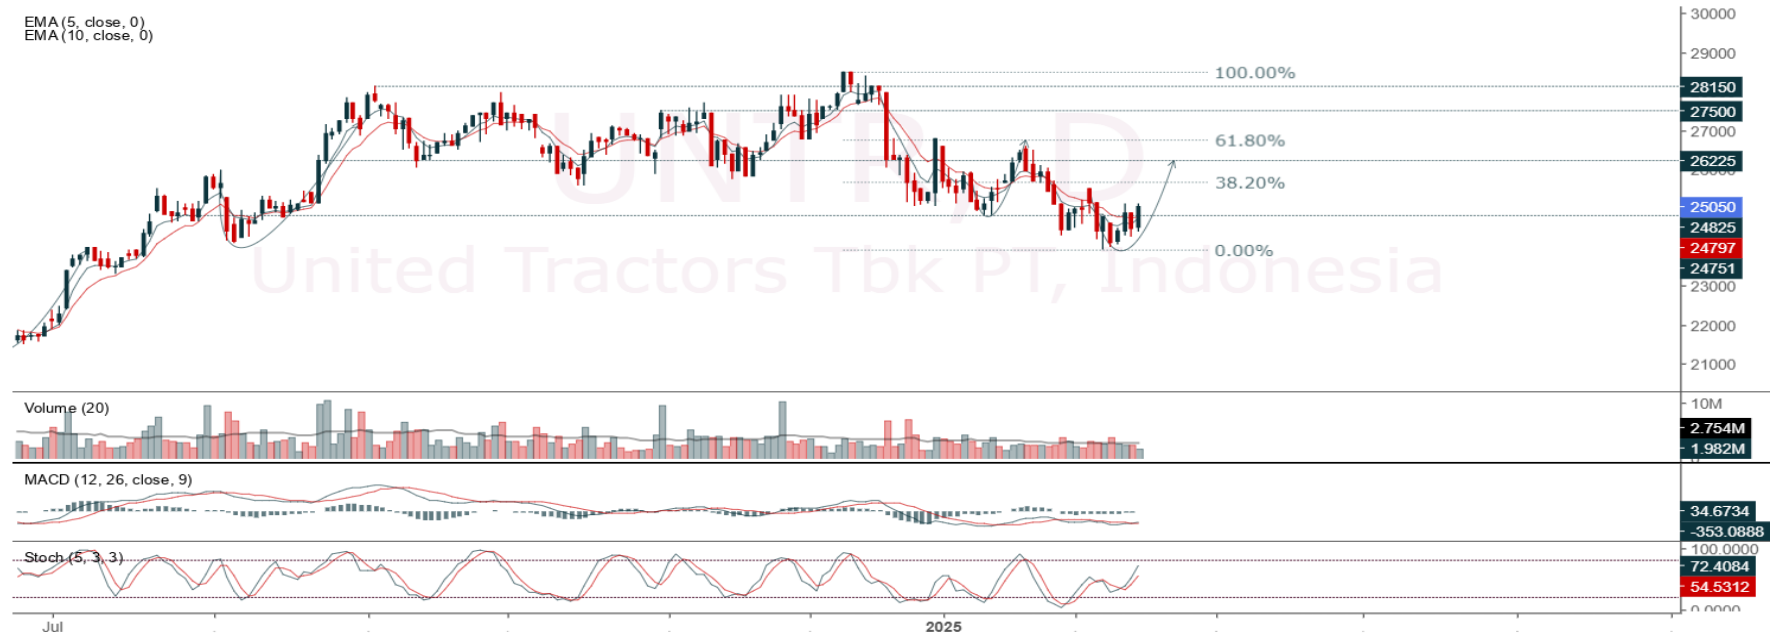 EMA (5, close, 0)
EMA (10, close, 0)
UNTR, D
United Tractors Tbk PT, Indonesia
100.00%
61.80%
38.20%
0.00%
30000
29000
28150
27500
27000
26225
26000
25050
24825
24797
24751
23000
22000
21000
Volume (20)
10M
2.754M
1.982M
0
MACD (12, 26, close, 9)
34.6734
-353.0888
Stoch (5, 3, 3)
100.0000
72.4084
54.5312
0.0000
Jul
2025